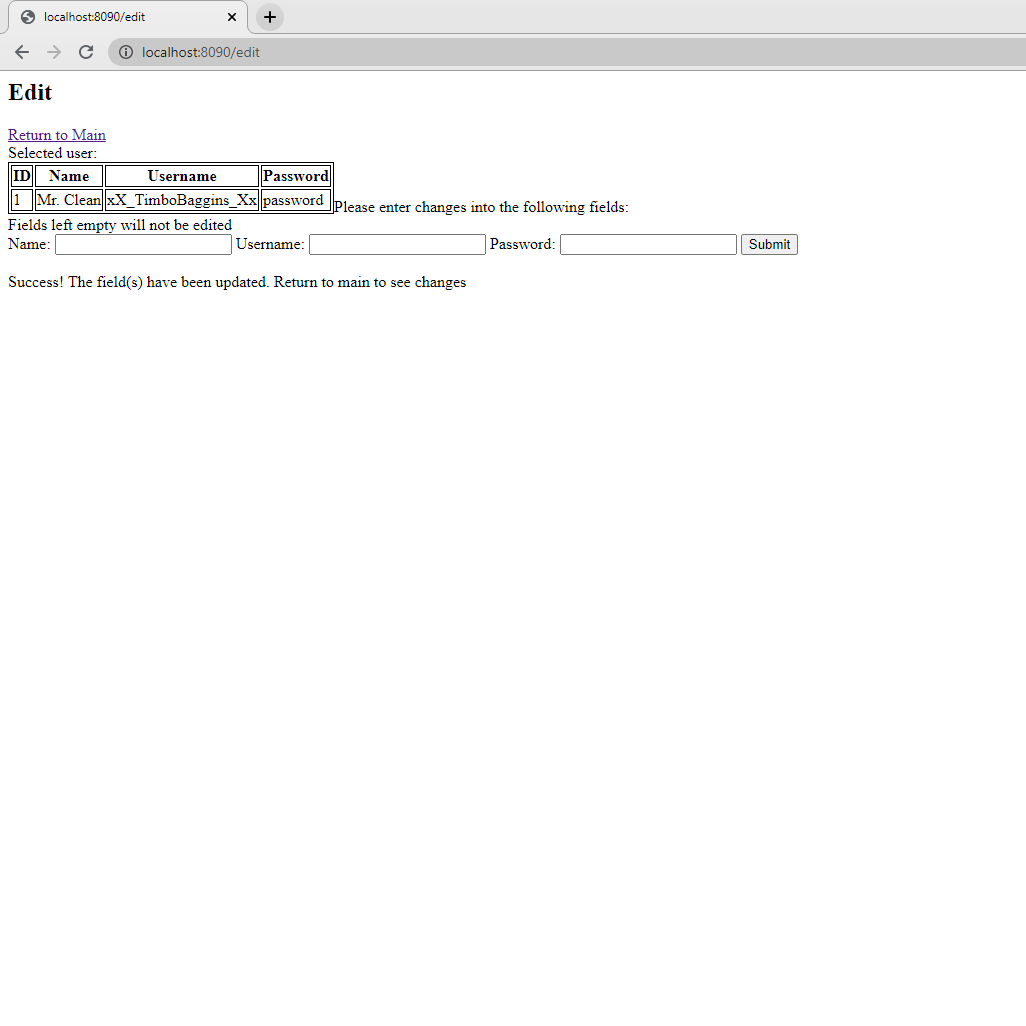 localhost:8090/edit
localhost:8090/edit
Edit
Return to Main
Selected user:
ID Name Username Password
1 Mr. Clean xX_TimboBaggins_Xx password
Please enter changes into the following fields:
Fields left empty will not be edited
Name: Username: Password: Submit
Success! The field(s) have been updated. Return to main to see changes